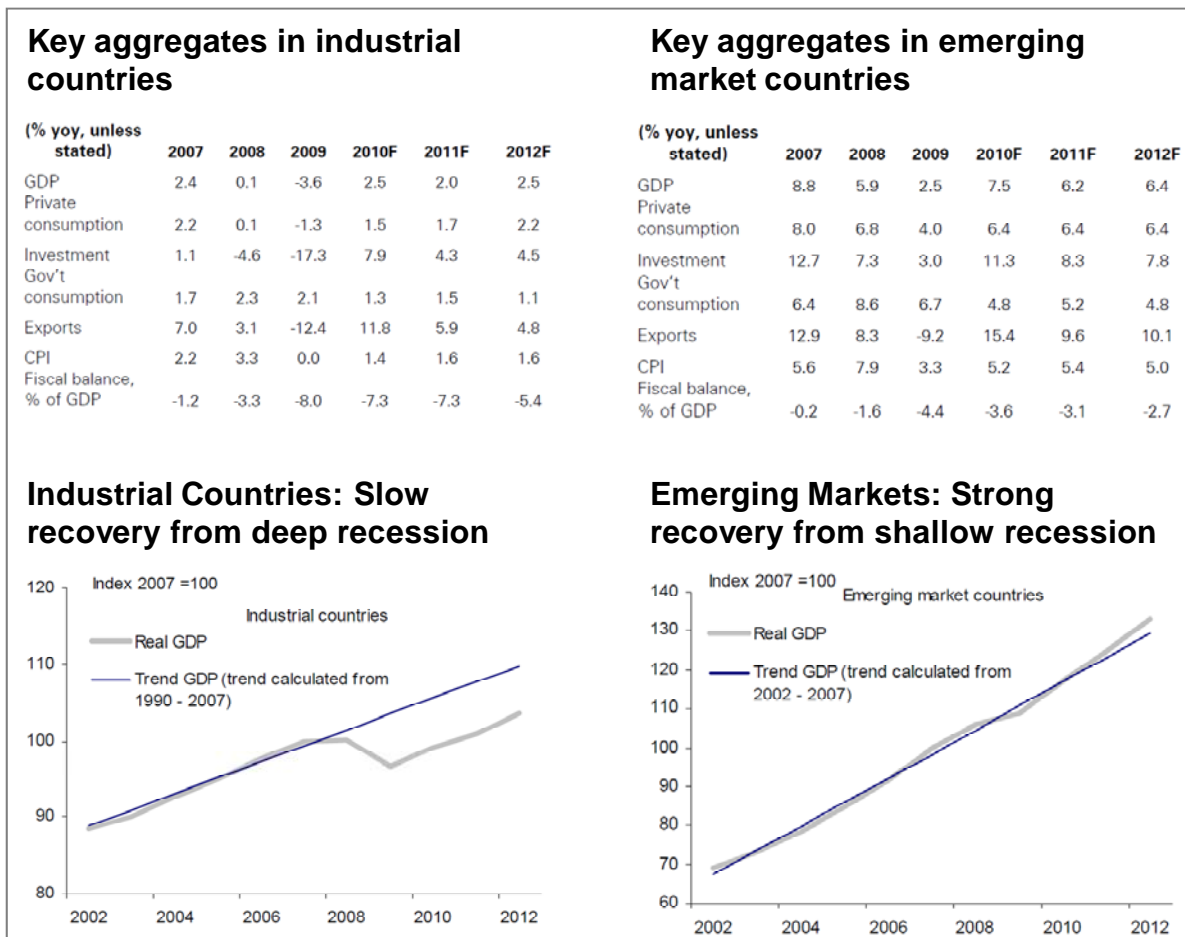 Key aggregates in industrial
countries
(% yoy, unless
stated) 2007 2008 2009 2010F 2011F 2012F
GDP 2.4 0.1 -3.6 2.5 2.0 2.5
Private
consumption 2.2 0.1 -1.3 1.5 1.7 2.2
Investment 1.1 -4.6 -17.3 7.9 4.3 4.5
Gov't
consumption 1.7 2.3 2.1 1.3 1.5 1.1
Exports 7.0 3.1 -12.4 11.8 5.9 4.8
CPI 2.2 3.3 0.0 1.4 1.6 1.6
Fiscal balance,
% of GDP -1.2 -3.3 -8.0 -7.3 -7.3 -5.4
Key aggregates in emerging
market countries
(% yoy, unless
stated) 2007 2008 2009 2010F 2011F 2012F
GDP 8.8 5.9 2.5 7.5 6.2 6.4
Private
consumption 8.0 6.8 4.0 6.4 6.4 6.4
Investment 12.7 7.3 3.0 11.3 8.3 7.8
Gov't
consumption 6.4 8.6 6.7 4.8 5.2 4.8
Exports 12.9 8.3 -9.2 15.4 9.6 10.1
CPI 5.6 7.9 3.3 5.2 5.4 5.0
Fiscal balance,
% of GDP -0.2 -1.6 -4.4 -3.6 -3.1 -2.7
Industrial Countries: Slow
recovery from deep recession
Index 2007 =100
Industrial countries
Real GDP
Trend GDP (trend calculated from
1990 - 2007)
120
110
100
90
80
2002 2004 2006 2008 2010 2012
Emerging Markets: Strong
recovery from shallow recession
Index 2007 =100
Emerging market countries
Real GDP
Trend GDP (trend calculated from
2002 - 2007)
140
130
120
110
100
90
80
70
60
2002 2004 2006 2008 2010 2012